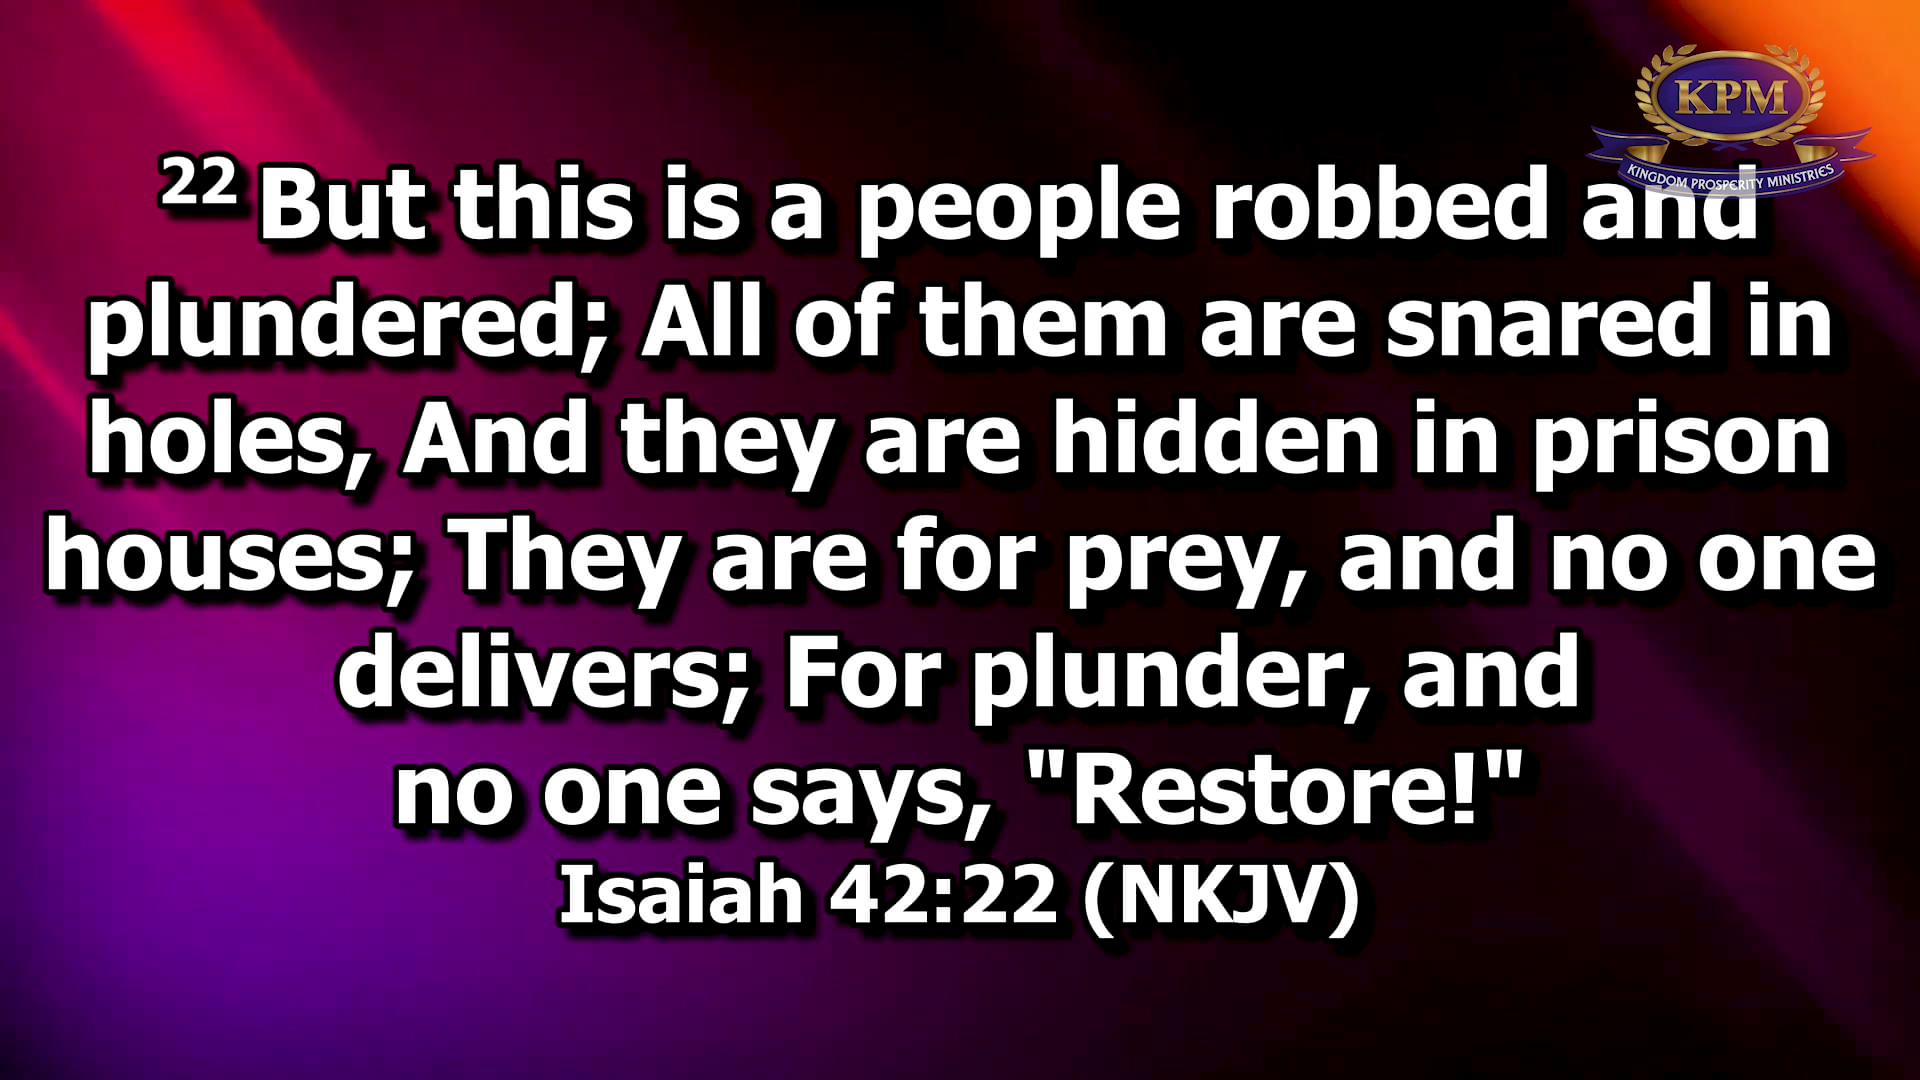 KPM
KINGDOM PROSPERITY MINISTRIES
22 But this is a people robbed and
plundered; All of them are snared in
holes, And they are hidden in prison
houses; They are for prey, and no one
delivers; For plunder, and
no one says, "Restore!"
Isaiah 42:22 (NKJV)